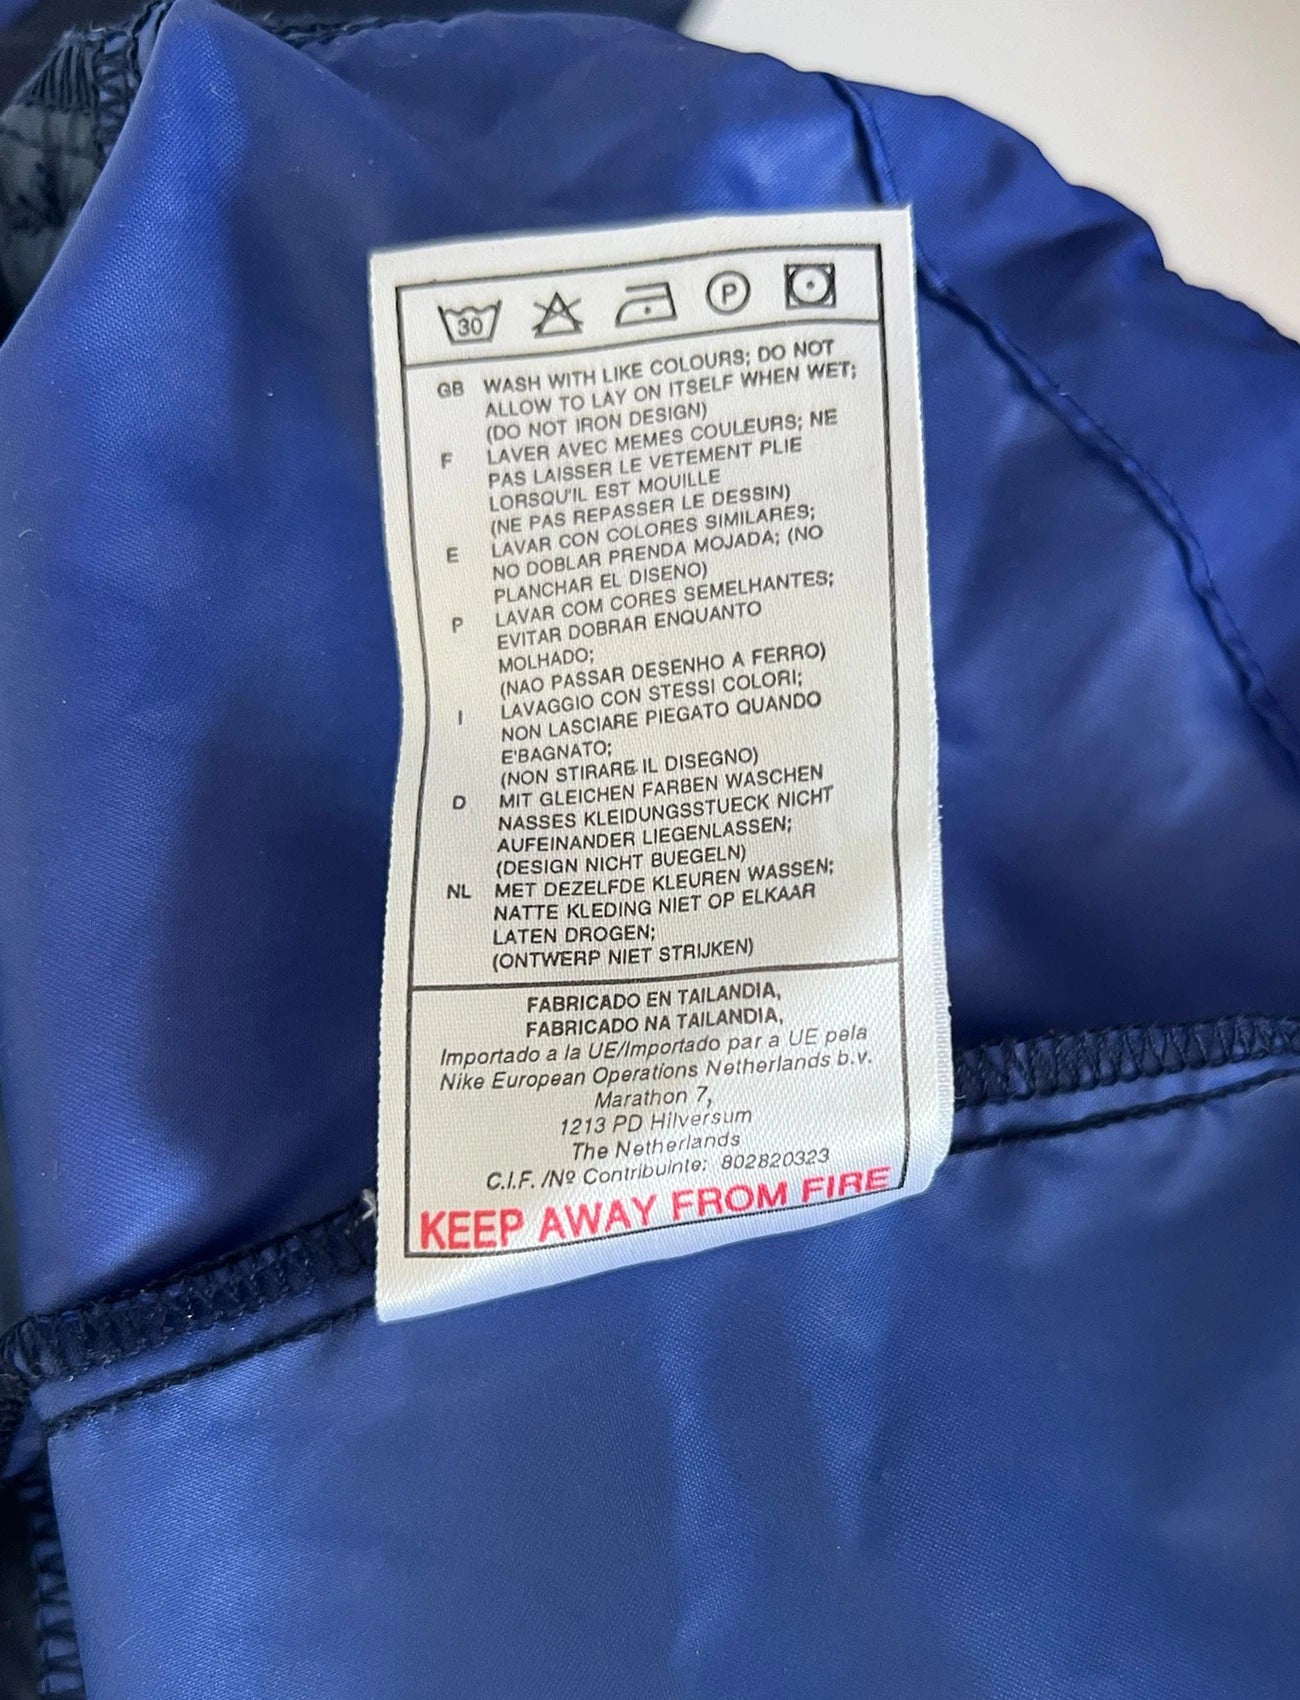 30 P
GB WASH WITH LIKE COLOURS; DO NOT
ALLOW TO LAY ON ITSELF WHEN WET;
(DO NOT IRON DESIGN)
F LAVER AVEC MEMES COULEURS; NE
PAS LAISSER LE VETEMENT PLIE
LORSQU'IL EST MOUILLE
(NE PAS REPASSER LE DESSIN)
E LAVAR CON COLORES SIMILARES;
NO DOBLAR PRENDA MOJADA; (NO
PLANCHAR EL DISENO)
P LAVAR COM CORES SEMELHANTES;
EVITAR DOBRAR ENQUANTO
MOLHADO;
(NAO PASSAR DESENHO A FERRO)
I LAVAGGIO CON STESSI COLORI;
NON LASCIARE PIEGATO QUANDO
E'BAGNATO;
(NON STIRARE IL DISEGNO)
D MIT GLEICHEN FARBEN WASCHEN
NASSES KLEIDUNGSSTUECK NICHT
AUFEINANDER LIEGENLASSEN;
(DESIGN NICHT BUEGELN)
NL MET DEZELFDE KLEUREN WASSEN;
NATTE KLEDING NIET OP ELKAAR
LATEN DROGEN;
(ONTWERP NIET STRIJKEN)
FABRICADO EN TAILANDIA,
FABRICADO NA TAILANDIA,
Importado a la UE/Importado par a UE pela
Nike European Operations Netherlands b.v.
Marathon 7,
1213 PD Hilversum
The Netherlands
C.I.F. /Nº Contribuinte: 802820323
KEEP AWAY FROM FIRE